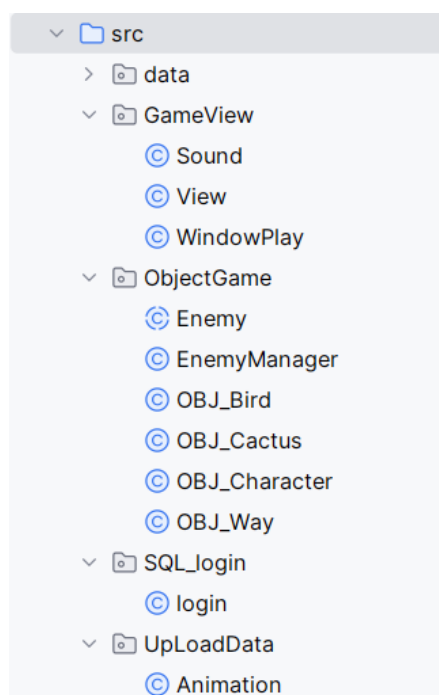 src
data
GameView
Sound
View
WindowPlay
ObjectGame
Enemy
EnemyManager
OBJ_Bird
OBJ_Cactus
OBJ_Character
OBJ_Way
SQL_login
login
UpLoadData
Animation